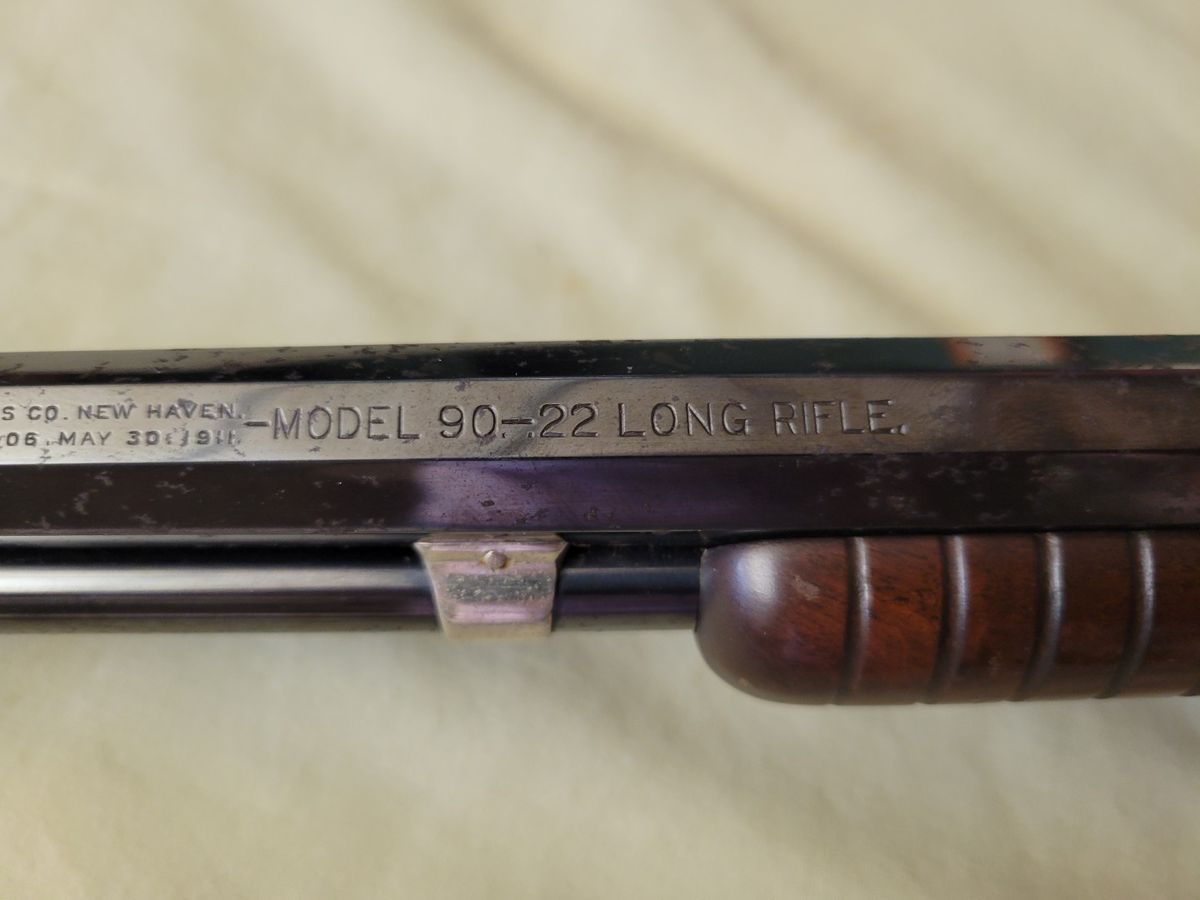 S CO. NEW HAVEN.
06. MAY 30. 1911.
-MODEL 90-.22 LONG RIFLE.